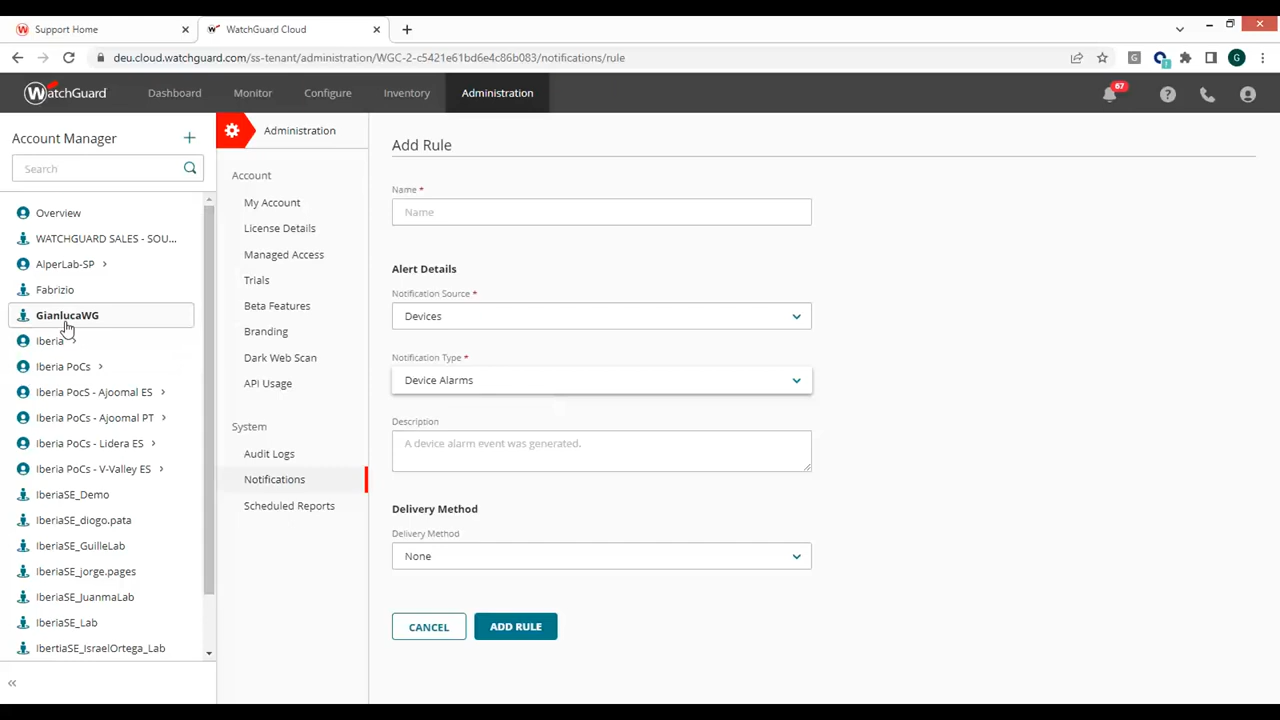 Support Home
WatchGuard Cloud
deu.cloud.watchguard.com/ss-tenant/administration/WGC-2-c5421e61bd6e4c86b083/notifications/rule
G
1
G
WatchGuard
Dashboard
Monitor
Configure
Inventory
Administration
67
Account Manager
Search
Overview
WATCHGUARD SALES - SOU...
AlperLab-SP
Fabrizio
GianlucaWG
Iberia
Iberia PoCs
Iberia PocS - Ajoomal ES
Iberia PoCs - Ajoomal PT
Iberia PoCs - Lidera ES
Iberia PoCs - V-Valley ES
IberiaSE_Demo
IberiaSE_diogo.pata
IberiaSE_GuilleLab
IberiaSE_jorge.pages
IberiaSE_JuanmaLab
IberiaSE_Lab
IbertiaSE_IsraelOrtega_Lab
Administration
Account
My Account
License Details
Managed Access
Trials
Beta Features
Branding
Dark Web Scan
API Usage
System
Audit Logs
Notifications
Scheduled Reports
Add Rule
Name *
Name
Alert Details
Notification Source *
Devices
Notification Type *
Device Alarms
Description
A device alarm event was generated.
Delivery Method
Delivery Method
None
CANCEL
ADD RULE